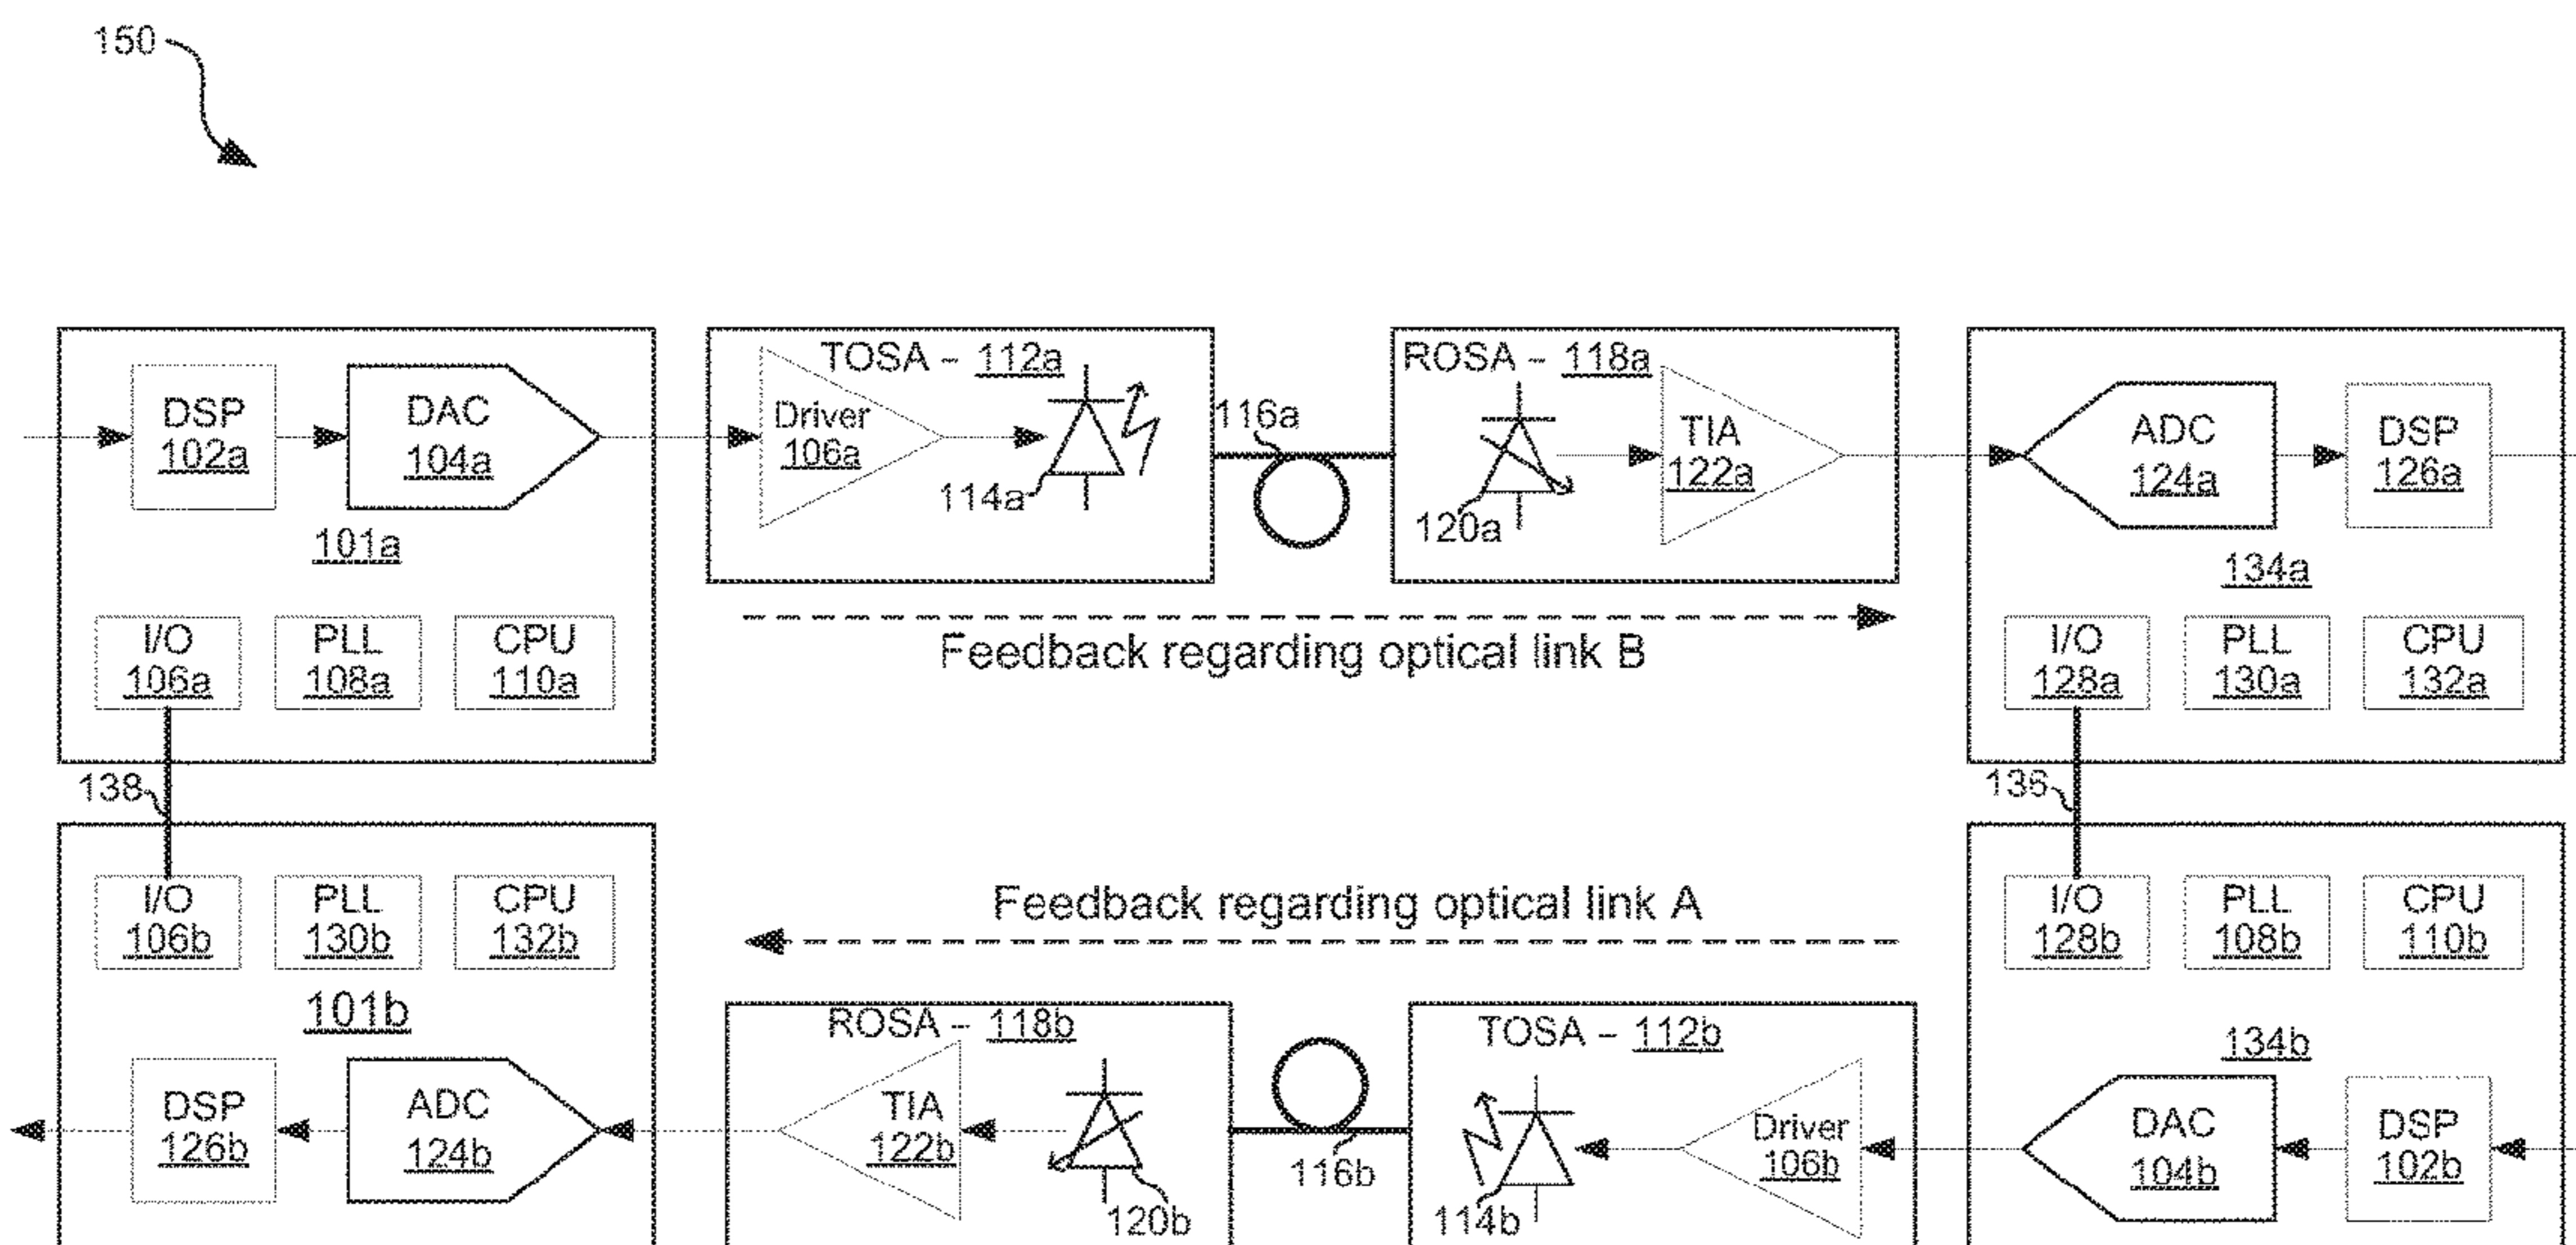 150
DSP
102a
DAC
104a
101a
I/O
106a
PLL
108a
CPU
110a
TOSA – 112a
Driver
106a
114a
116a
ROSA – 118a
120a
TIA
122a
ADC
124a
DSP
126a
134a
I/O
128a
PLL
130a
CPU
132a
Feedback regarding optical link B
138
136
I/O
106b
PLL
130b
CPU
132b
101b
DSP
126b
ADC
124b
Feedback regarding optical link A
ROSA – 118b
TIA
122b
120b
116b
TOSA – 112b
114b
Driver
106b
I/O
128b
PLL
108b
CPU
110b
134b
DAC
104b
DSP
102b